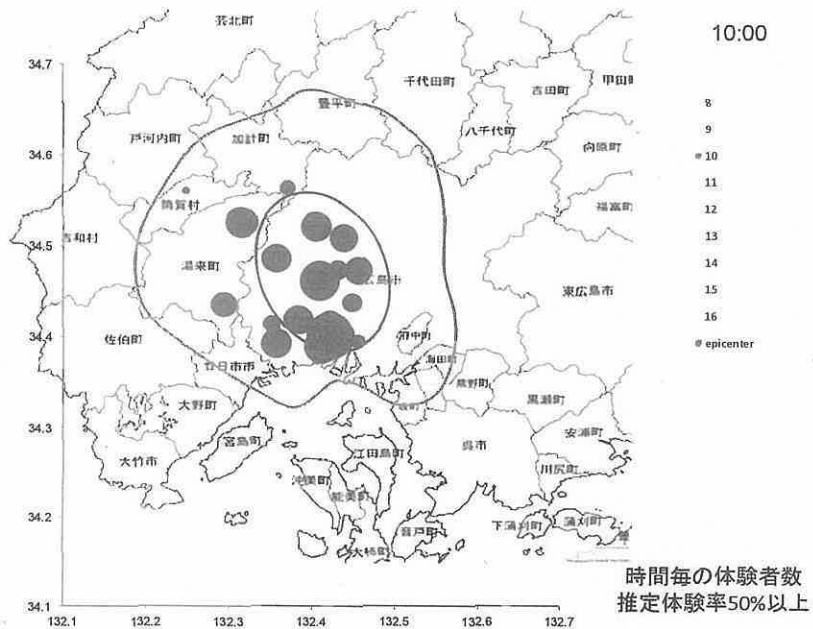 芸北町
10:00
34.7
千代田町
吉田町
甲田町
豊平町
8
戸河内町
加計町
八千代町
向原町
9
34.6
10
筒賀村
福富町
11
12
吉和村
34.5
13
湯来町
広島市
東広島市
14
15
佐伯町
府中町
16
34.4
海田町
epicenter
廿日市市
熊野町
黒瀬町
大野町
坂町
34.3
宮島町
呉市
安浦町
大竹市
江田島町
川尻町
沖美町
能美町
34.2
音戸町
下蒲刈町
蒲刈町
大柿町
時間毎の体験者数
推定体験率50%以上
34.1
132.1
132.2
132.3
132.4
132.5
132.6
132.7